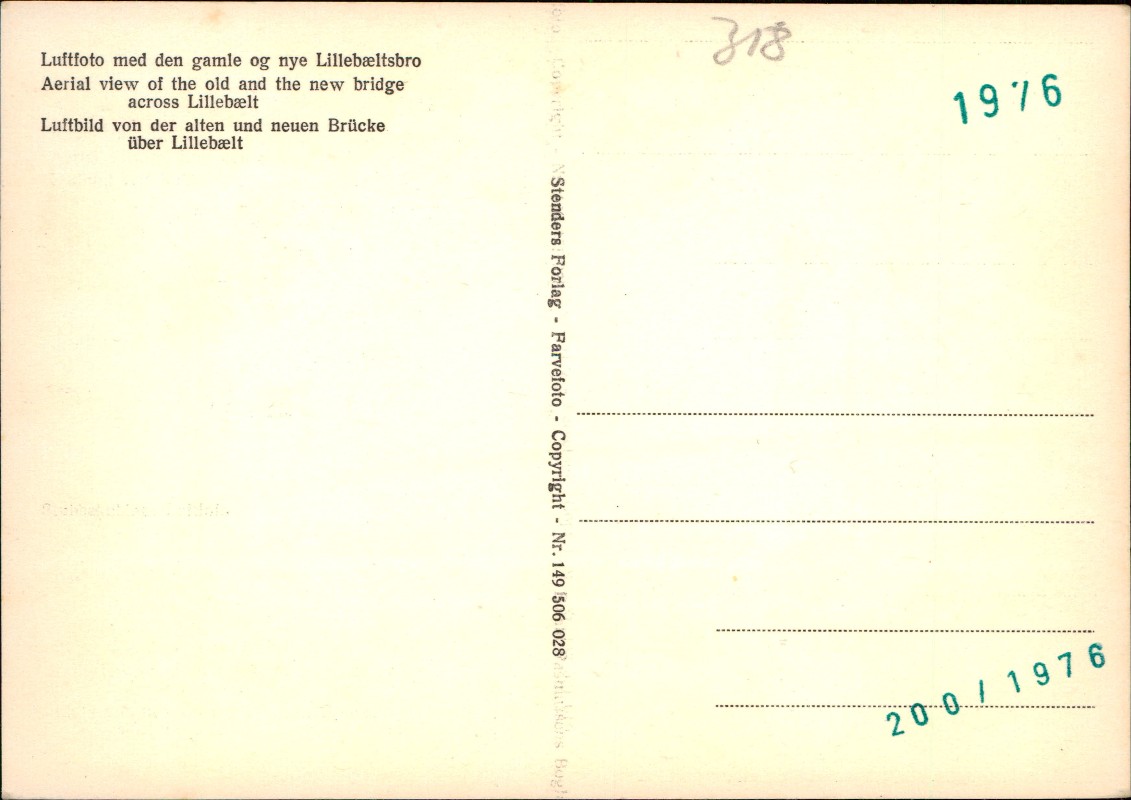 Luftfoto med den gamle og nye Lillebæltsbro
Aerial view of the old and the new bridge
across Lillebælt
Luftbild von der alten und neuen Brücke
über Lillebælt
Stenders Forlag - Farvefoto - Copyright - Nr. 149 506 028
318
1976
200/1976